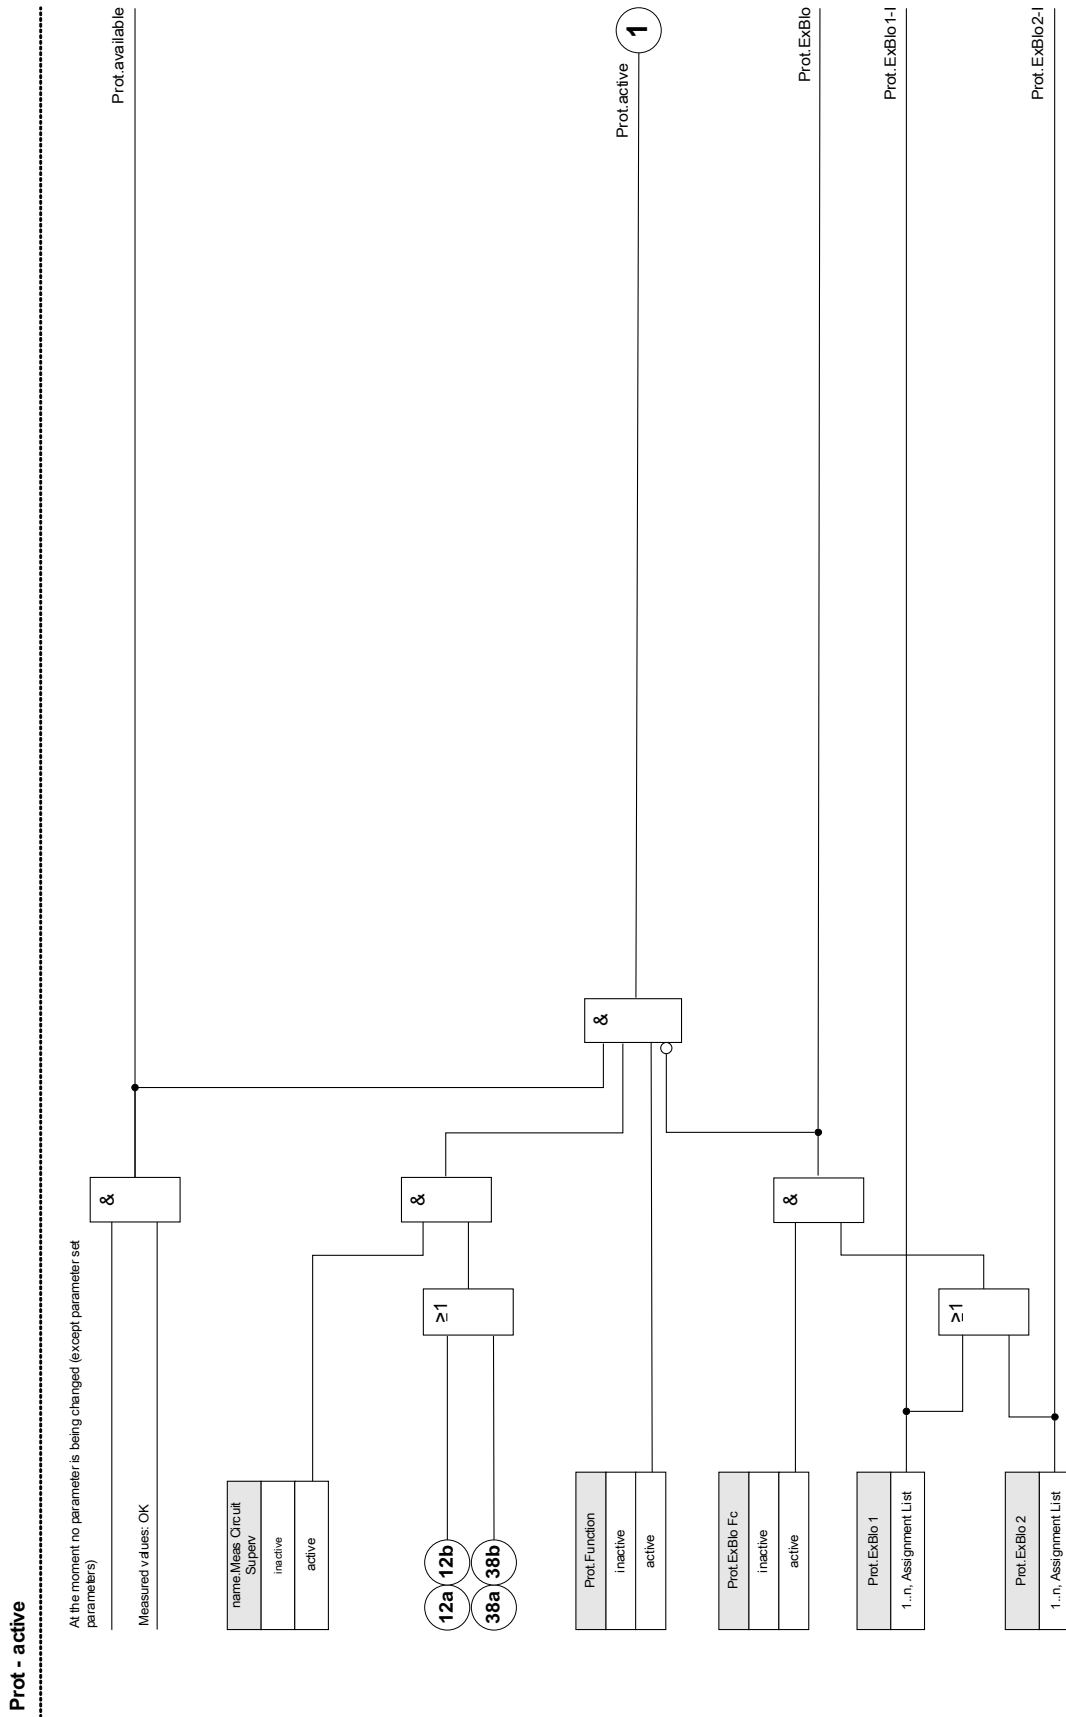 Prot - active
At the moment no parameter is being changed (except parameter set
parameters)
Measured values: OK
&
Prot.available
name.Meas Circuit
Superv
inactive
active
12a 12b
38a 38b
≥1
&
Prot.Function
inactive
active
&
Prot.active
1
Prot.ExBlo Fc
inactive
active
&
Prot.ExBlo
Prot.ExBlo 1
1..n, Assignment List
Prot.ExBlo1-I
≥1
Prot.ExBlo 2
1..n, Assignment List
Prot.ExBlo2-I